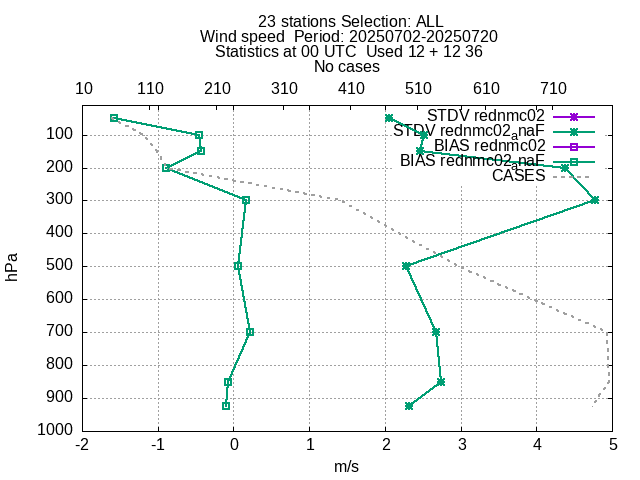 23 stations Selection: ALL
Wind speed  Period: 20250702-20250720
Statistics at 00 UTC  Used 12 + 12 36
No cases
10 110 210 310 410 510 610 710
STDV rednmc02
STDV rednmc02_anaF
BIAS rednmc02
BIAS rednmc02_anaF
CASES
100
200
300
400
500
600
700
800
900
1000
hPa
-2 -1 0 1 2 3 4 5
m/s